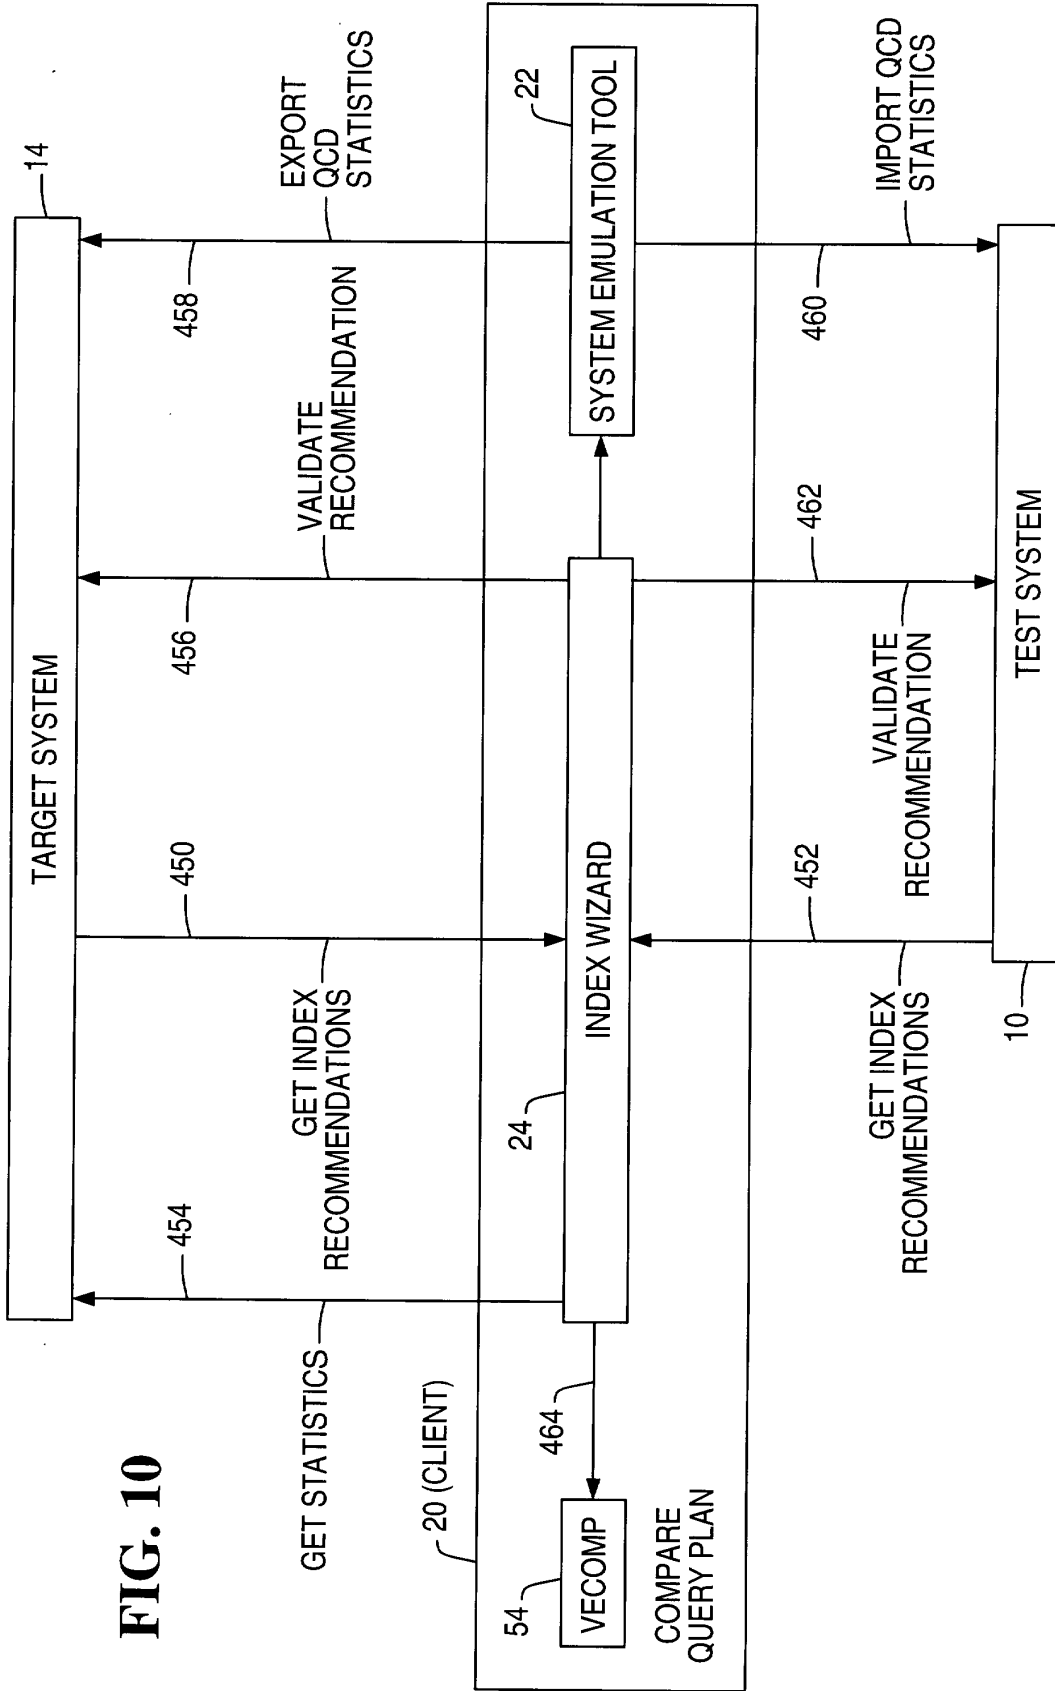 FIG. 10
TARGET SYSTEM
14
454
450
456
458
GET STATISTICS
GET INDEX
RECOMMENDATIONS
VALIDATE
RECOMMENDATION
EXPORT
QCD
STATISTICS
20 (CLIENT)
54
VECOMP
464
COMPARE
QUERY PLAN
24
INDEX WIZARD
22
SYSTEM EMULATION TOOL
452
462
460
GET INDEX
RECOMMENDATIONS
VALIDATE
RECOMMENDATION
IMPORT QCD
STATISTICS
10
TEST SYSTEM